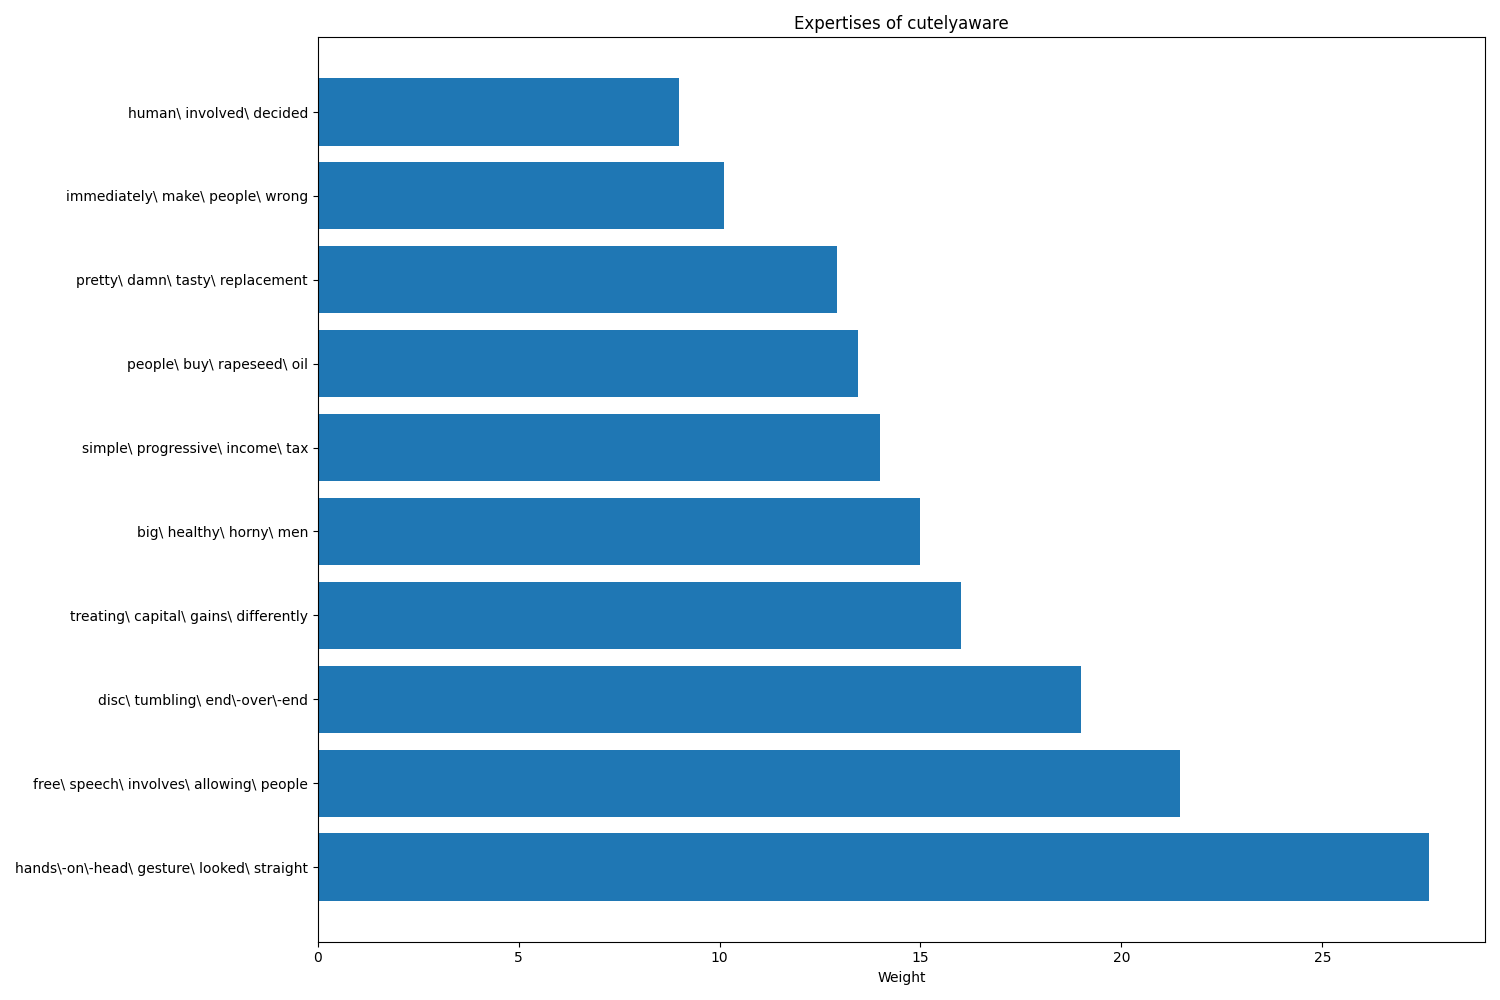 Expertises of cutelyaware
human\ involved\ decided
immediately\ make\ people\ wrong
pretty\ damn\ tasty\ replacement
people\ buy\ rapeseed\ oil
simple\ progressive\ income\ tax
big\ healthy\ horny\ men
treating\ capital\ gains\ differently
disc\ tumbling\ end\-over\-end
free\ speech\ involves\ allowing\ people
hands\-on\-head\ gesture\ looked\ straight
0 5 10 15 20 25
Weight